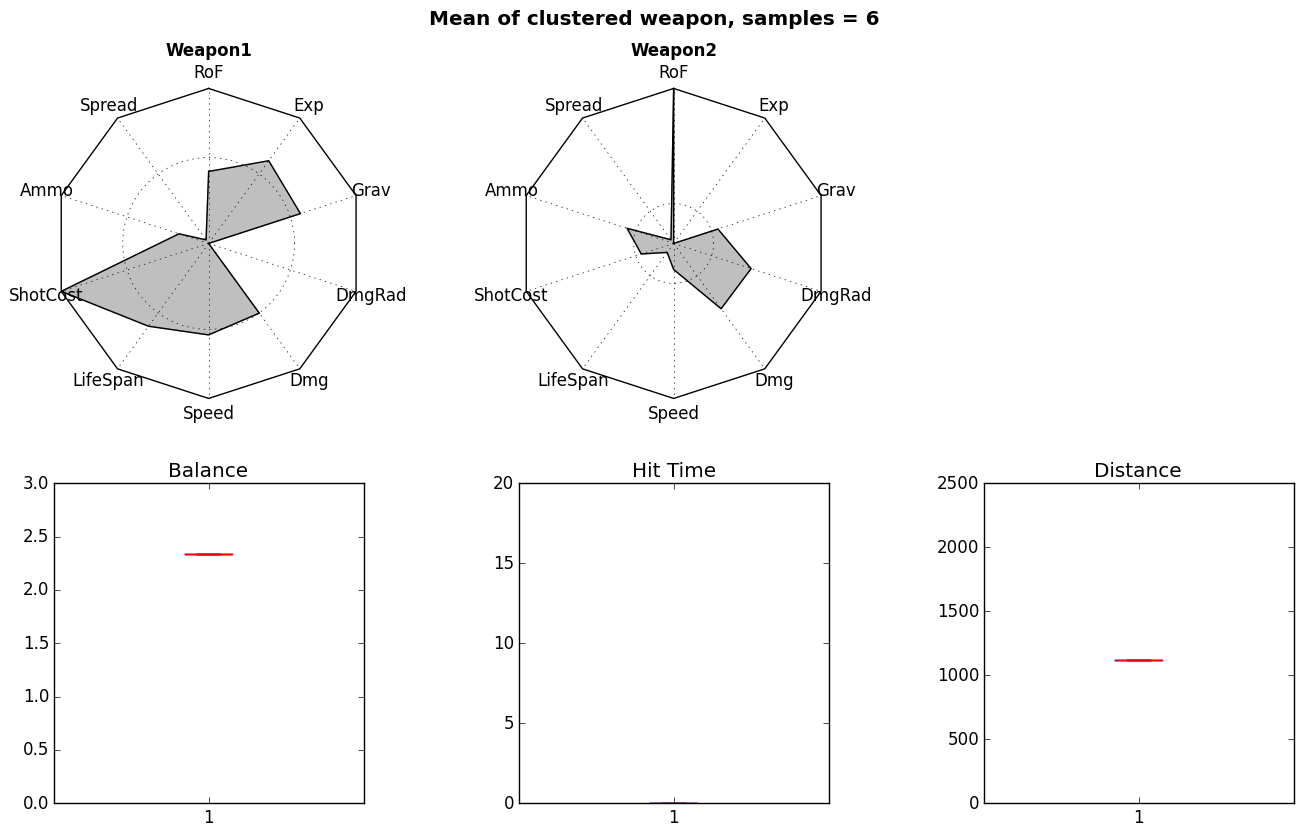 Mean of clustered weapon, samples = 6
Weapon1
RoF
Spread
Exp
Ammo
Grav
ShotCost
DmgRad
LifeSpan
Dmg
Speed
Weapon2
RoF
Spread
Exp
Ammo
Grav
ShotCost
DmgRad
LifeSpan
Dmg
Speed
Balance
3.0
2.5
2.0
1.5
1.0
0.5
0.0
1
Hit Time
20
15
10
5
0
1
Distance
2500
2000
1500
1000
500
0
1